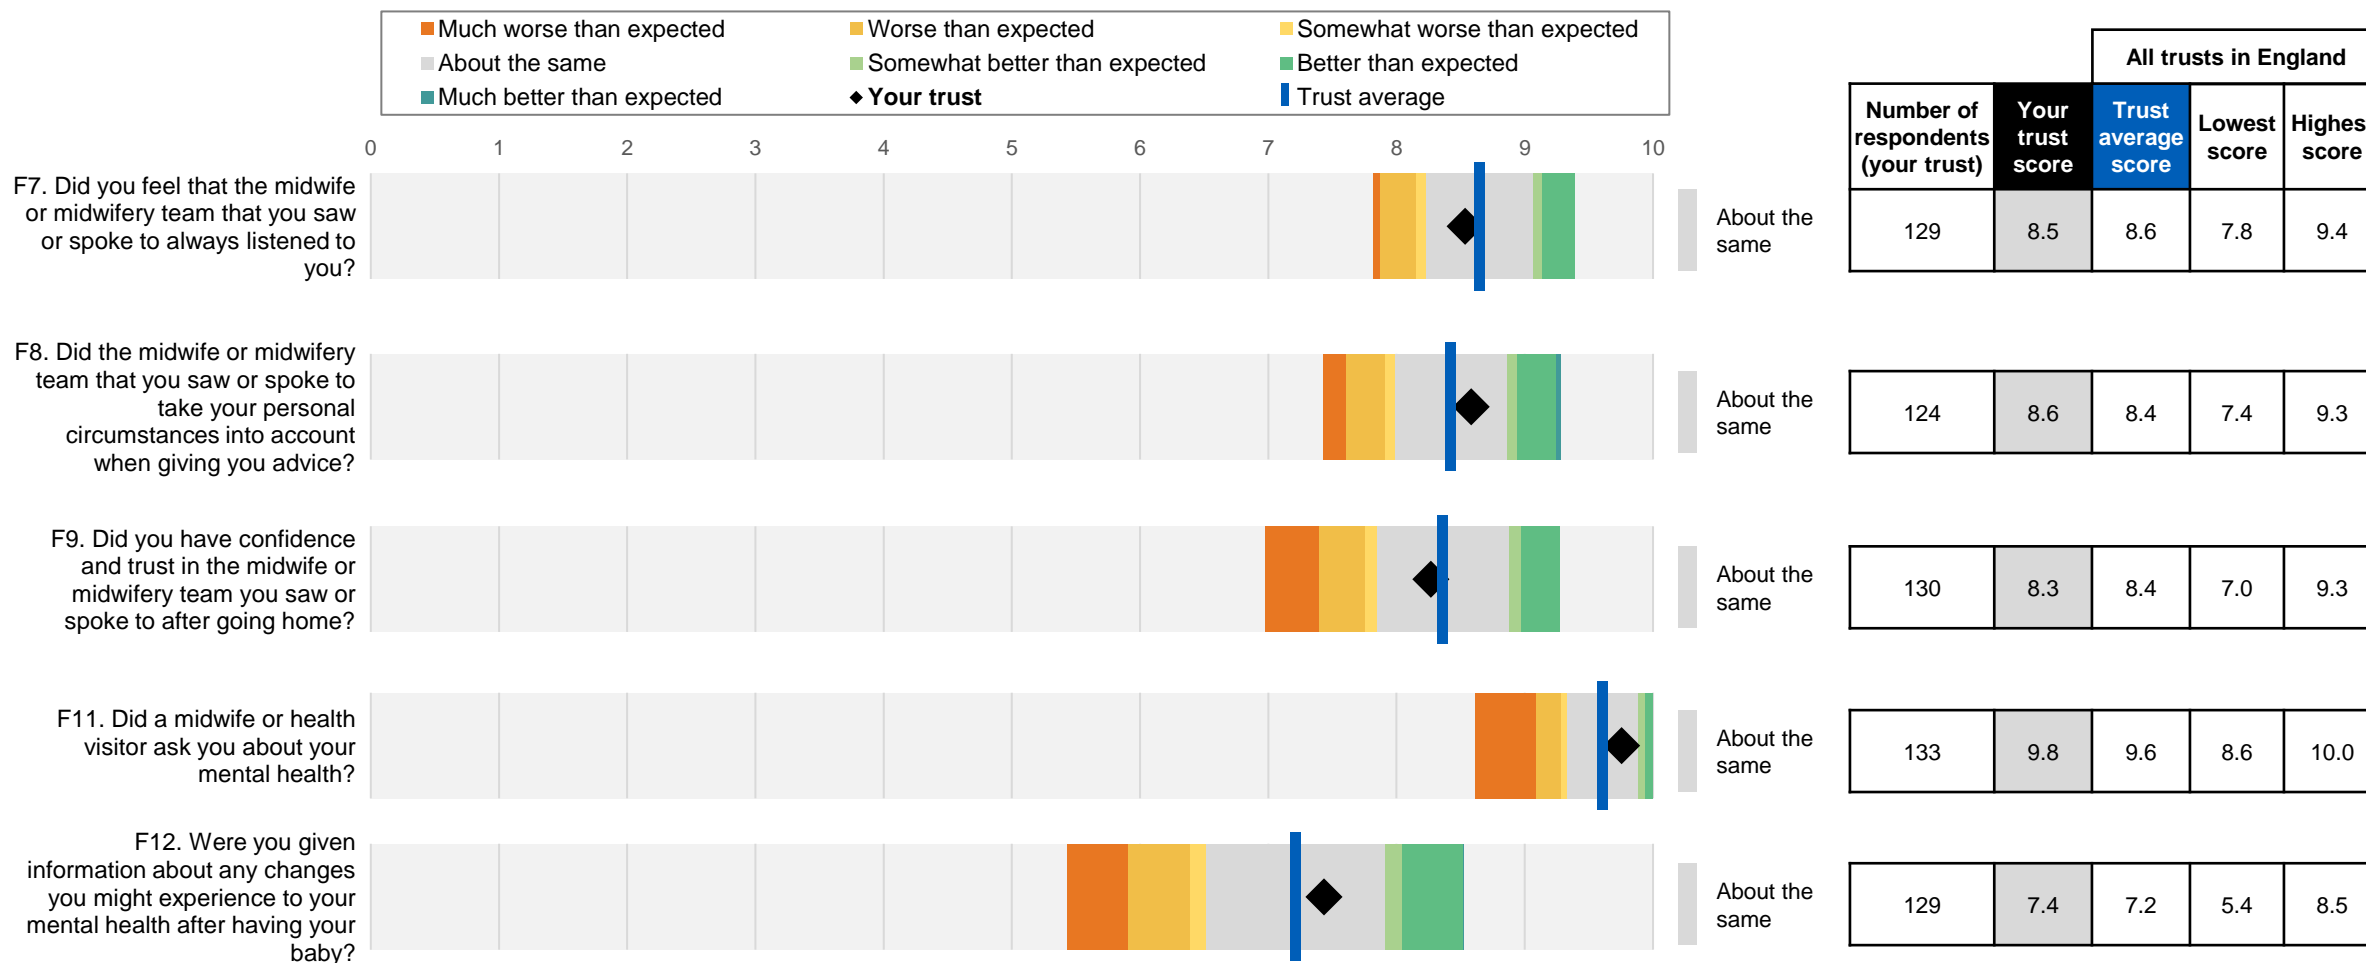 Much worse than expected
Worse than expected
Somewhat worse than expected
About the same
Somewhat better than expected
Better than expected
Much better than expected
Your trust
Trust average
All trusts in England
Number of
respondents
(your trust)
Your
trust
score
Trust
average
score
Lowest
score
Highes
score
0 1 2 3 4 5 6 7 8 9 10
F7. Did you feel that the midwife
or midwifery team that you saw
or spoke to always listened to
you?
About the
same
129 8.5 8.6 7.8 9.4
F8. Did the midwife or midwifery
team that you saw or spoke to
take your personal
circumstances into account
when giving you advice?
About the
same
124 8.6 8.4 7.4 9.3
F9. Did you have confidence
and trust in the midwife or
midwifery team you saw or
spoke to after going home?
About the
same
130 8.3 8.4 7.0 9.3
F11. Did a midwife or health
visitor ask you about your
mental health?
About the
same
133 9.8 9.6 8.6 10.0
F12. Were you given
information about any changes
you might experience to your
mental health after having your
baby?
About the
same
129 7.4 7.2 5.4 8.5